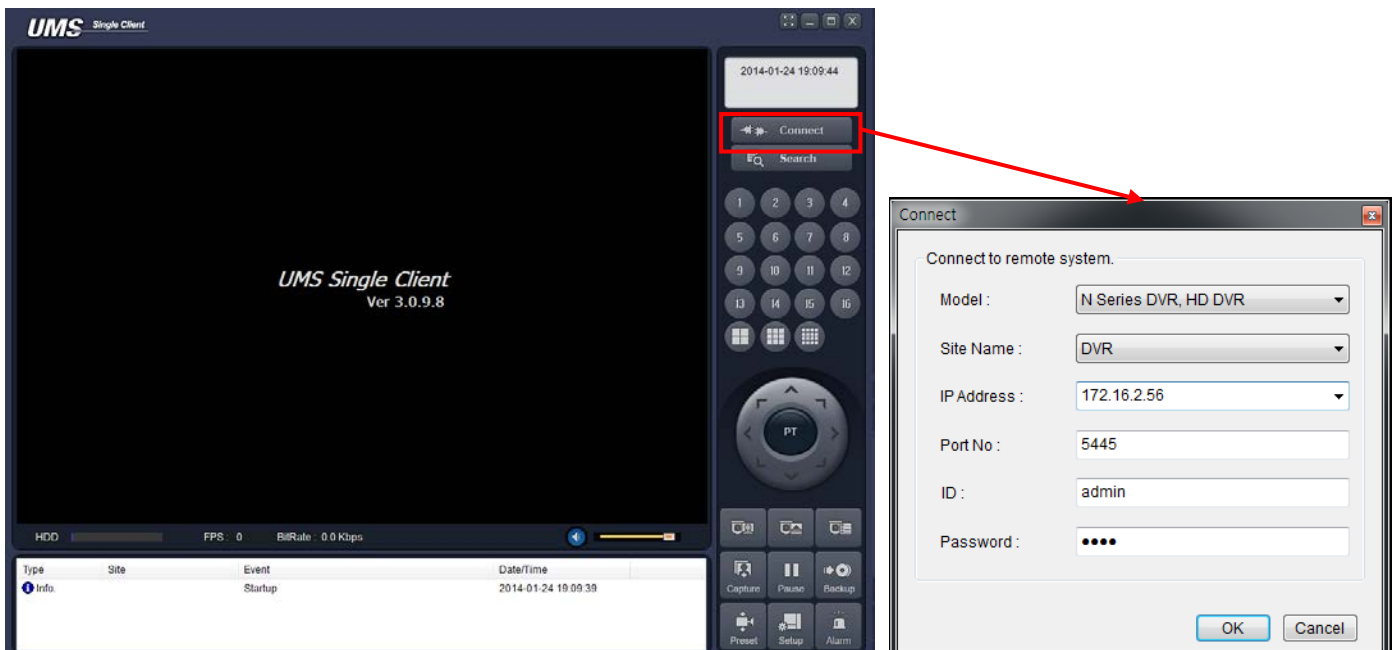 UMS Single Client
2014-01-24 19:09:44
Connect
Search
1 2 3 4
5 6 7 8
9 10 11 12
13 14 15 16
UMS Single Client
Ver 3.0.9.8
PT
HDD FPS : 0 BitRate : 0.0 Kbps
Type Site Event Date/Time
Info. Startup 2014-01-24 19:09:39
Capture Pause Backup
Preset Setup Alarm
Connect
Connect to remote system.
Model : N Series DVR, HD DVR
Site Name : DVR
IP Address : 172.16.2.56
Port No : 5445
ID : admin
Password : ••••
OK Cancel